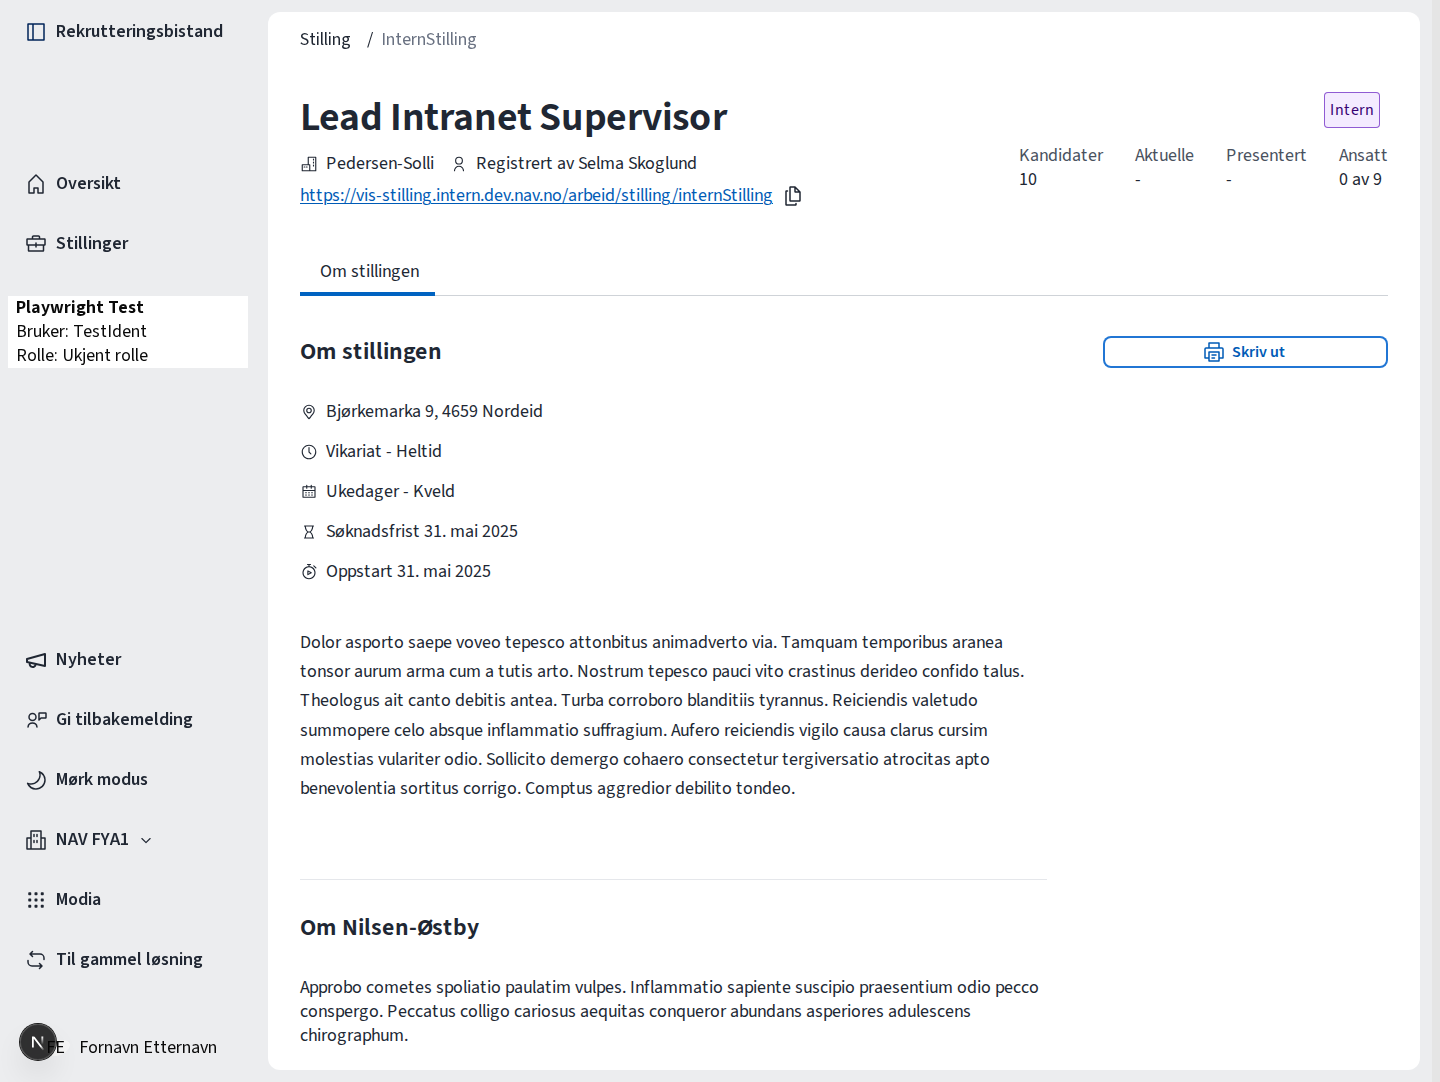 Rekrutteringsbistand
Oversikt
Stillinger
Playwright Test
Bruker: TestIdent
Rolle: Ukjent rolle
Nyheter
Gi tilbakemelding
Mørk modus
NAV FYA1
Modia
Til gammel løsning
N
FE Fornavn Etternavn
Stilling / InternStilling
Lead Intranet Supervisor
Intern
Pedersen-Solli Registrert av Selma Skoglund
https://vis-stilling.intern.dev.nav.no/arbeid/stilling/internStilling
Kandidater Aktuelle Presentert Ansatt
10 - - 0 av 9
Om stillingen
Om stillingen
Skriv ut
Bjørkemarka 9, 4659 Nordeid
Vikariat - Heltid
Ukedager - Kveld
Søknadsfrist 31. mai 2025
Oppstart 31. mai 2025
Dolor asporto saepe voveo tepesco attonbitus animadverto via. Tamquam temporibus aranea
tonsor aurum arma cum a tutis arto. Nostrum tepesco pauci vito crastinus derideo confido talus.
Theologus ait canto debitis antea. Turba corroboro blanditiis tyrannus. Reiciendis valetudo
summopere celo absque inflammatio suffragium. Aufero reiciendis vigilo causa clarus cursim
molestias vulariter odio. Sollicito demergo cohaero consectetur tergiversatio atrocitas apto
benevolentia sortitus corrigo. Comptus aggredior debilito tondeo.
Om Nilsen-Østby
Approbo cometes spoliatio paulatim vulpes. Inflammatio sapiente suscipio praesentium odio pecco
conspergo. Peccatus colligo cariosus aequitas conqueror abundans asperiores adulescens
chirographum.